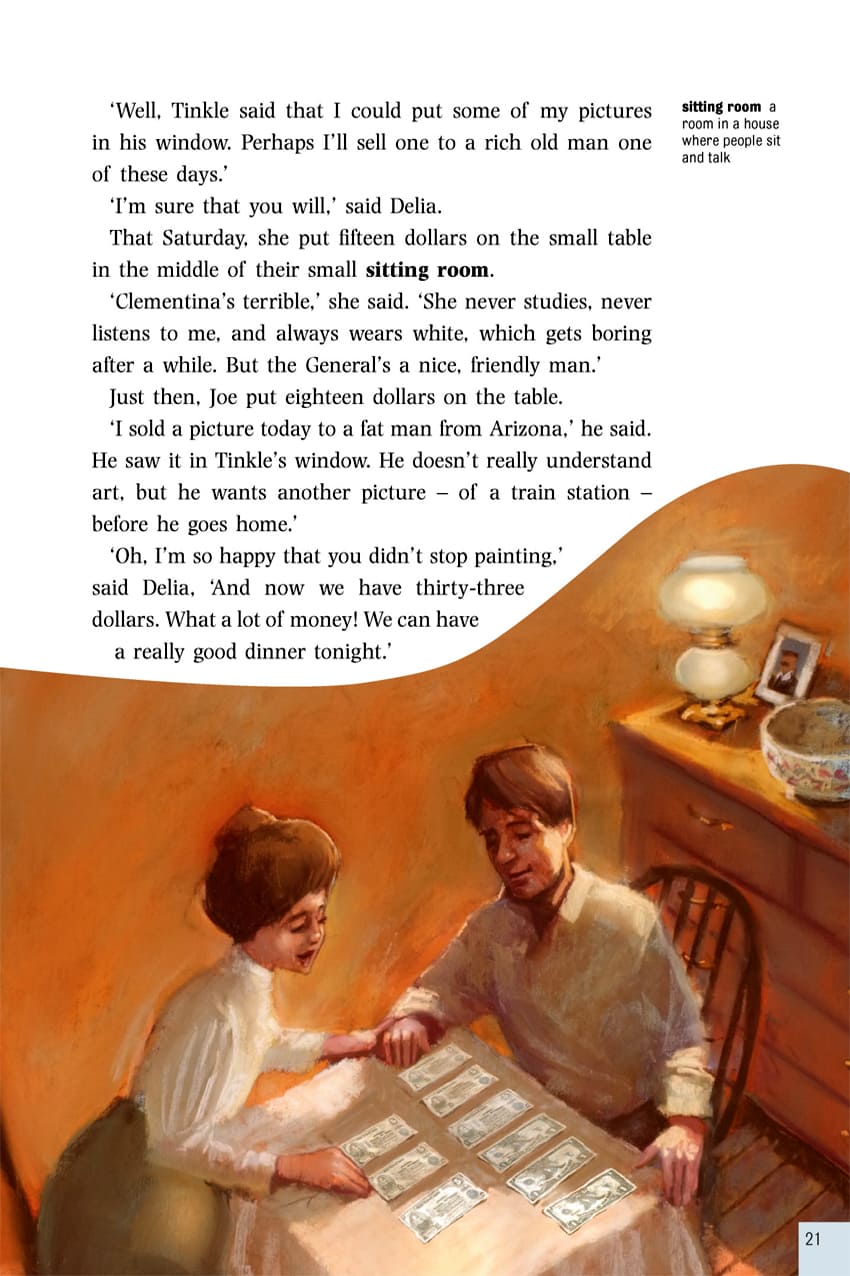 ‘Well, Tinkle said that I could put some of my pictures
in his window. Perhaps I’ll sell one to a rich old man one
of these days.’
‘I’m sure that you will,’ said Delia.
That Saturday, she put fifteen dollars on the small table
in the middle of their small sitting room.
‘Clementina’s terrible,’ she said. ‘She never studies, never
listens to me, and always wears white, which gets boring
after a while. But the General’s a nice, friendly man.’
Just then, Joe put eighteen dollars on the table.
‘I sold a picture today to a fat man from Arizona,’ he said.
He saw it in Tinkle’s window. He doesn’t really understand
art, but he wants another picture – of a train station –
before he goes home.’
‘Oh, I’m so happy that you didn’t stop painting,’
said Delia, ‘And now we have thirty-three
dollars. What a lot of money! We can have
a really good dinner tonight.’
sitting room a
room in a house
where people sit
and talk
21